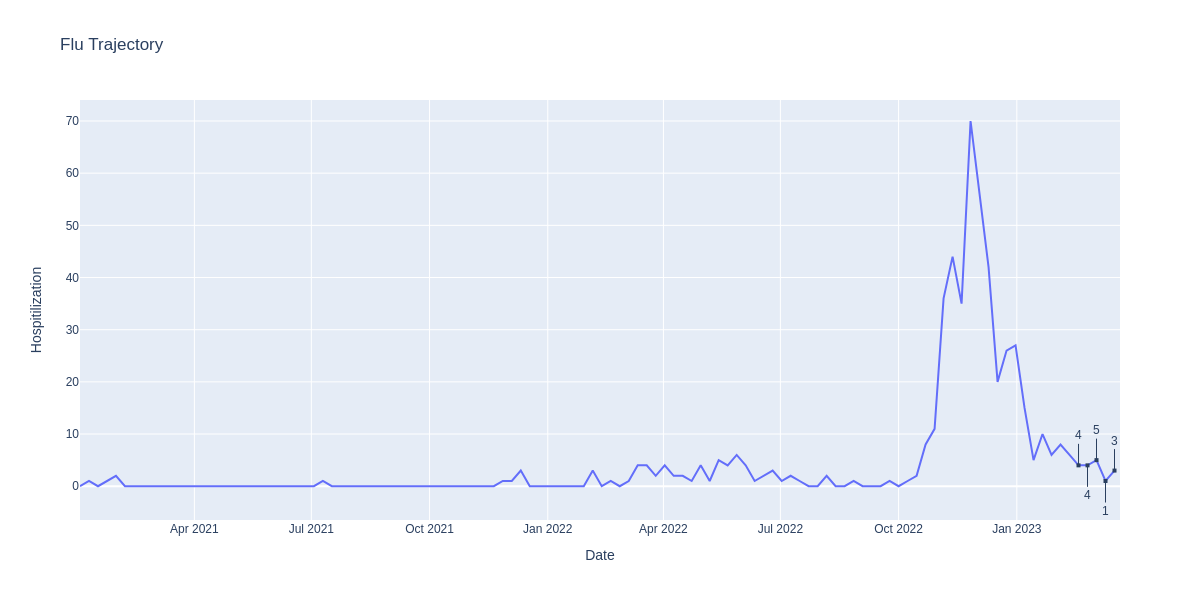 Flu Trajectory
Hospitilization
70
60
50
40
30
20
10
0
4
5
3
4
1
Apr 2021
Jul 2021
Oct 2021
Jan 2022
Apr 2022
Jul 2022
Oct 2022
Jan 2023
Date